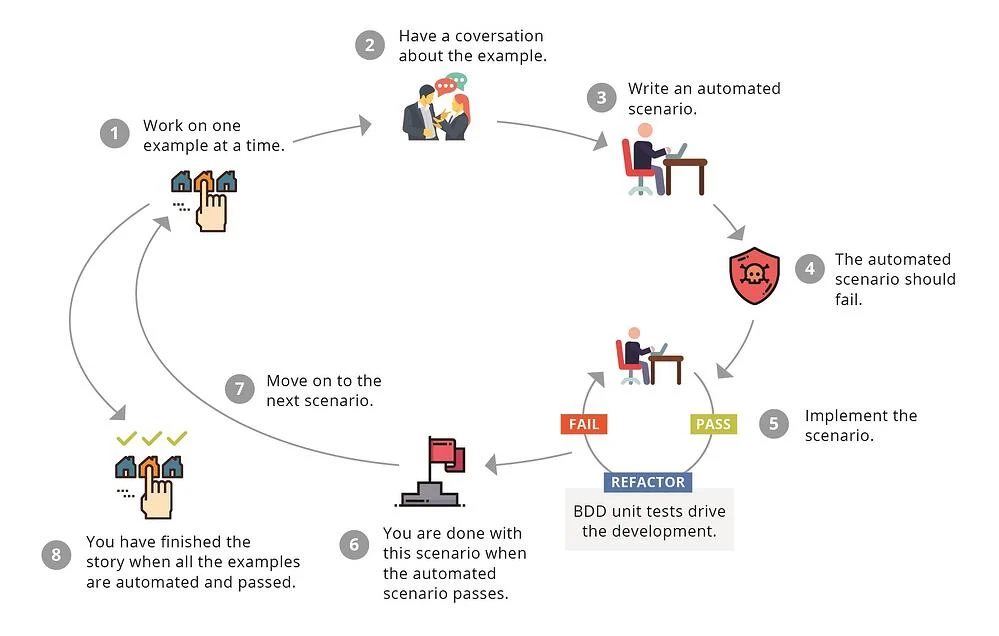 1
Work on one
example at a time.
2
Have a coversation
about the example.
3
Write an automated
scenario.
4
The automated
scenario should
fail.
5
Implement the
scenario.
FAIL
PASS
REFACTOR
BDD unit tests drive
the development.
6
You are done with
this scenario when
the automated
scenario passes.
7
Move on to the
next scenario.
8
You have finished the
story when all the examples
are automated and passed.